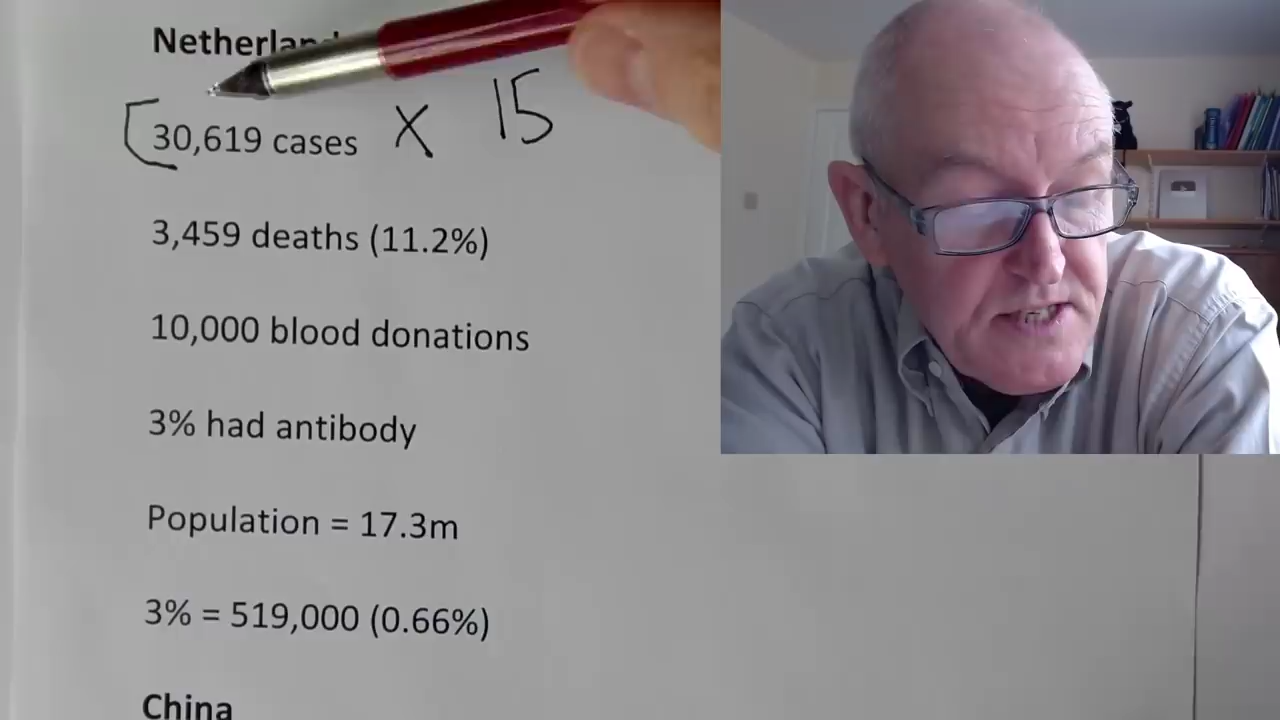 Netherlan
[30,619 cases X 15
3,459 deaths (11.2%)
10,000 blood donations
3% had antibody
Population = 17.3m
3% = 519,000 (0.66%)
China